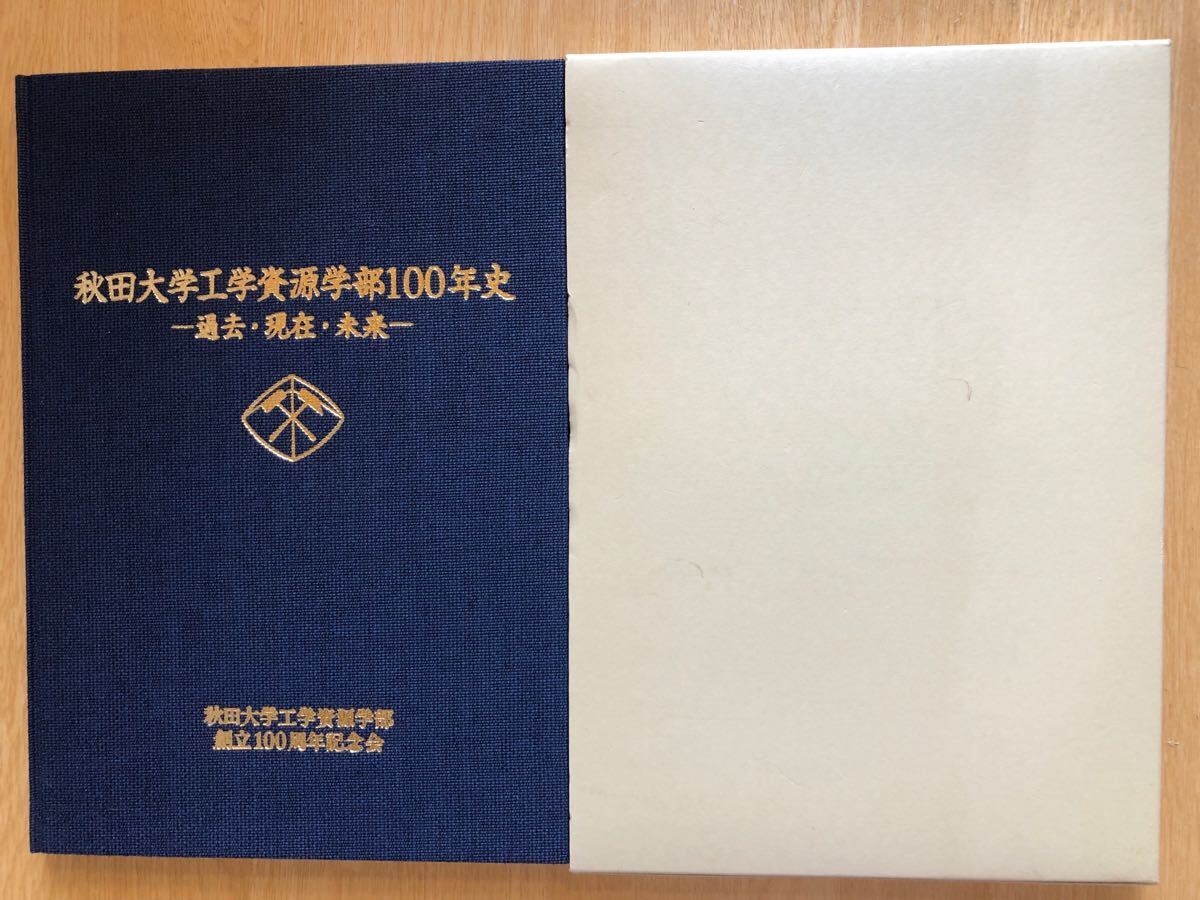 秋田大学工学資源学部100年史
―過去・現在・未来―
秋田大学工学資源学部
創立100周年記念会